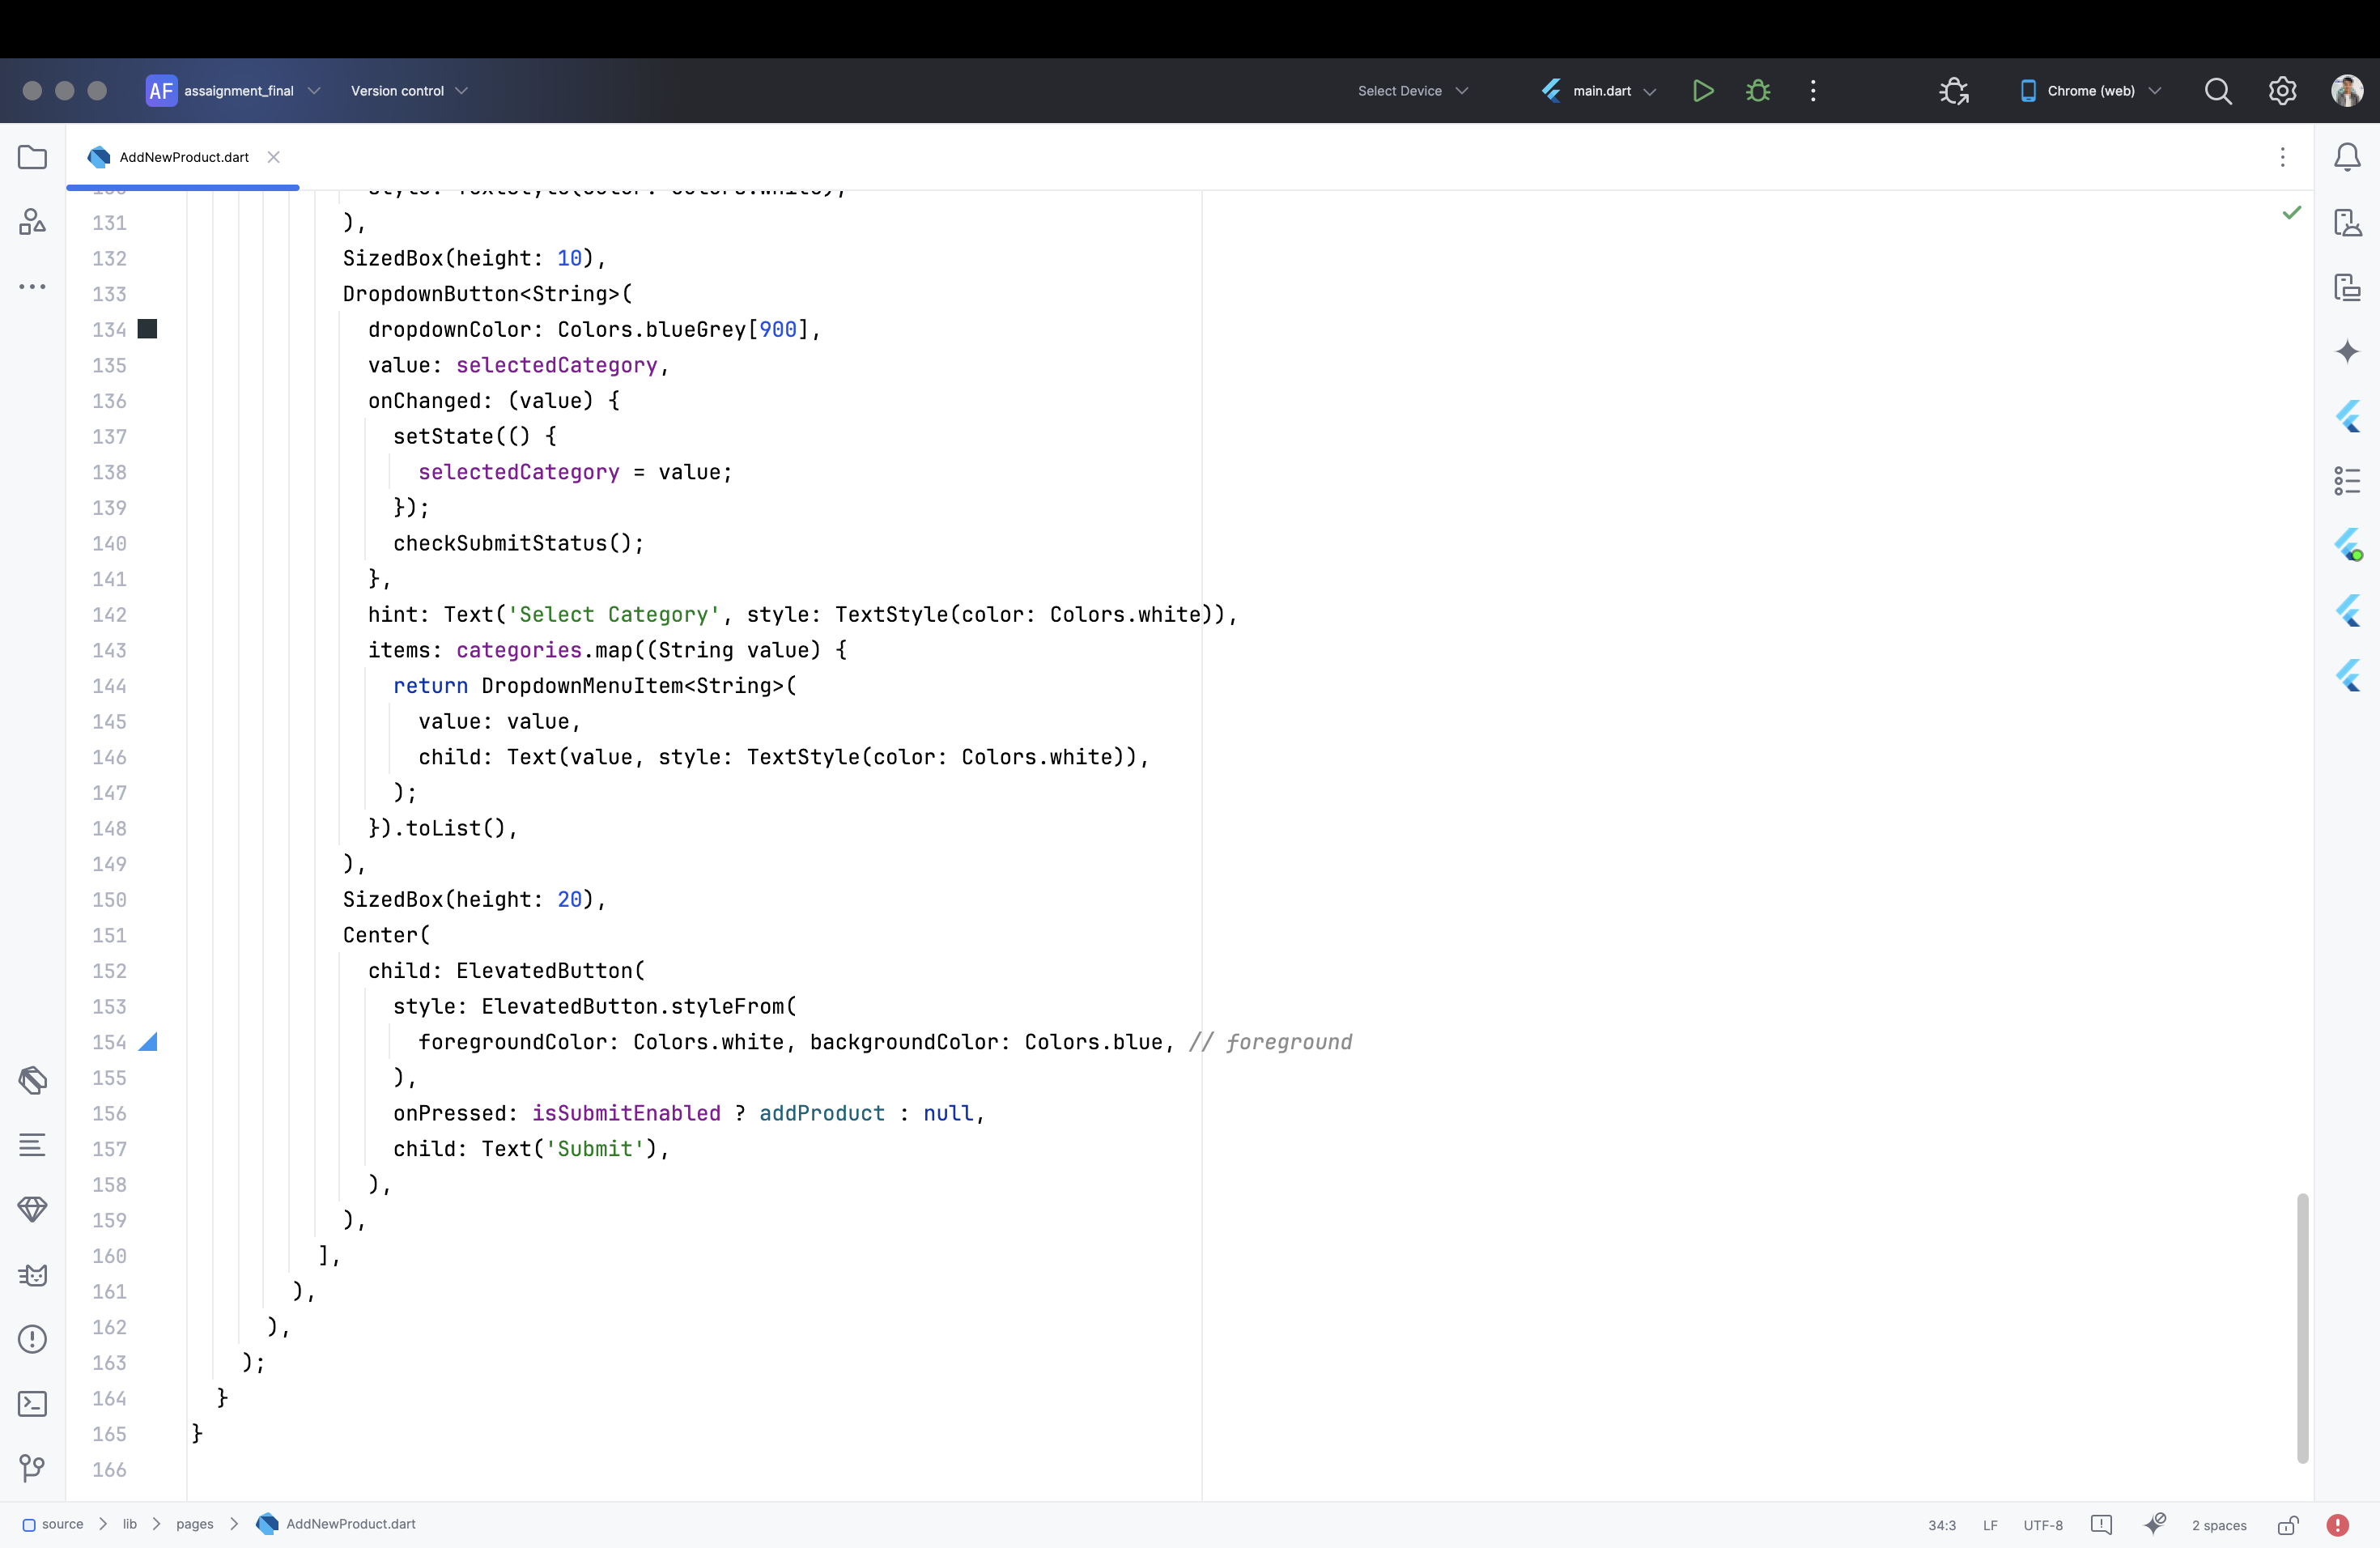 AF assaignment_final Version control Select Device main.dart Chrome (web)
AddNewProduct.dart
130 style: TextStyle(color: Colors.white),
131 ),
132 SizedBox(height: 10),
133 DropdownButton<String>(
134 dropdownColor: Colors.blueGrey[900],
135 value: selectedCategory,
136 onChanged: (value) {
137 setState(() {
138 selectedCategory = value;
139 });
140 checkSubmitStatus();
141 },
142 hint: Text('Select Category', style: TextStyle(color: Colors.white)),
143 items: categories.map((String value) {
144 return DropdownMenuItem<String>(
145 value: value,
146 child: Text(value, style: TextStyle(color: Colors.white)),
147 );
148 }).toList(),
149 ),
150 SizedBox(height: 20),
151 Center(
152 child: ElevatedButton(
153 style: ElevatedButton.styleFrom(
154 foregroundColor: Colors.white, backgroundColor: Colors.blue, // foreground
155 ),
156 onPressed: isSubmitEnabled ? addProduct : null,
157 child: Text('Submit'),
158 ),
159 ),
160 ],
161 ),
162 ),
163 );
164 }
165 }
166
source lib pages AddNewProduct.dart 34:3 LF UTF-8 2 spaces